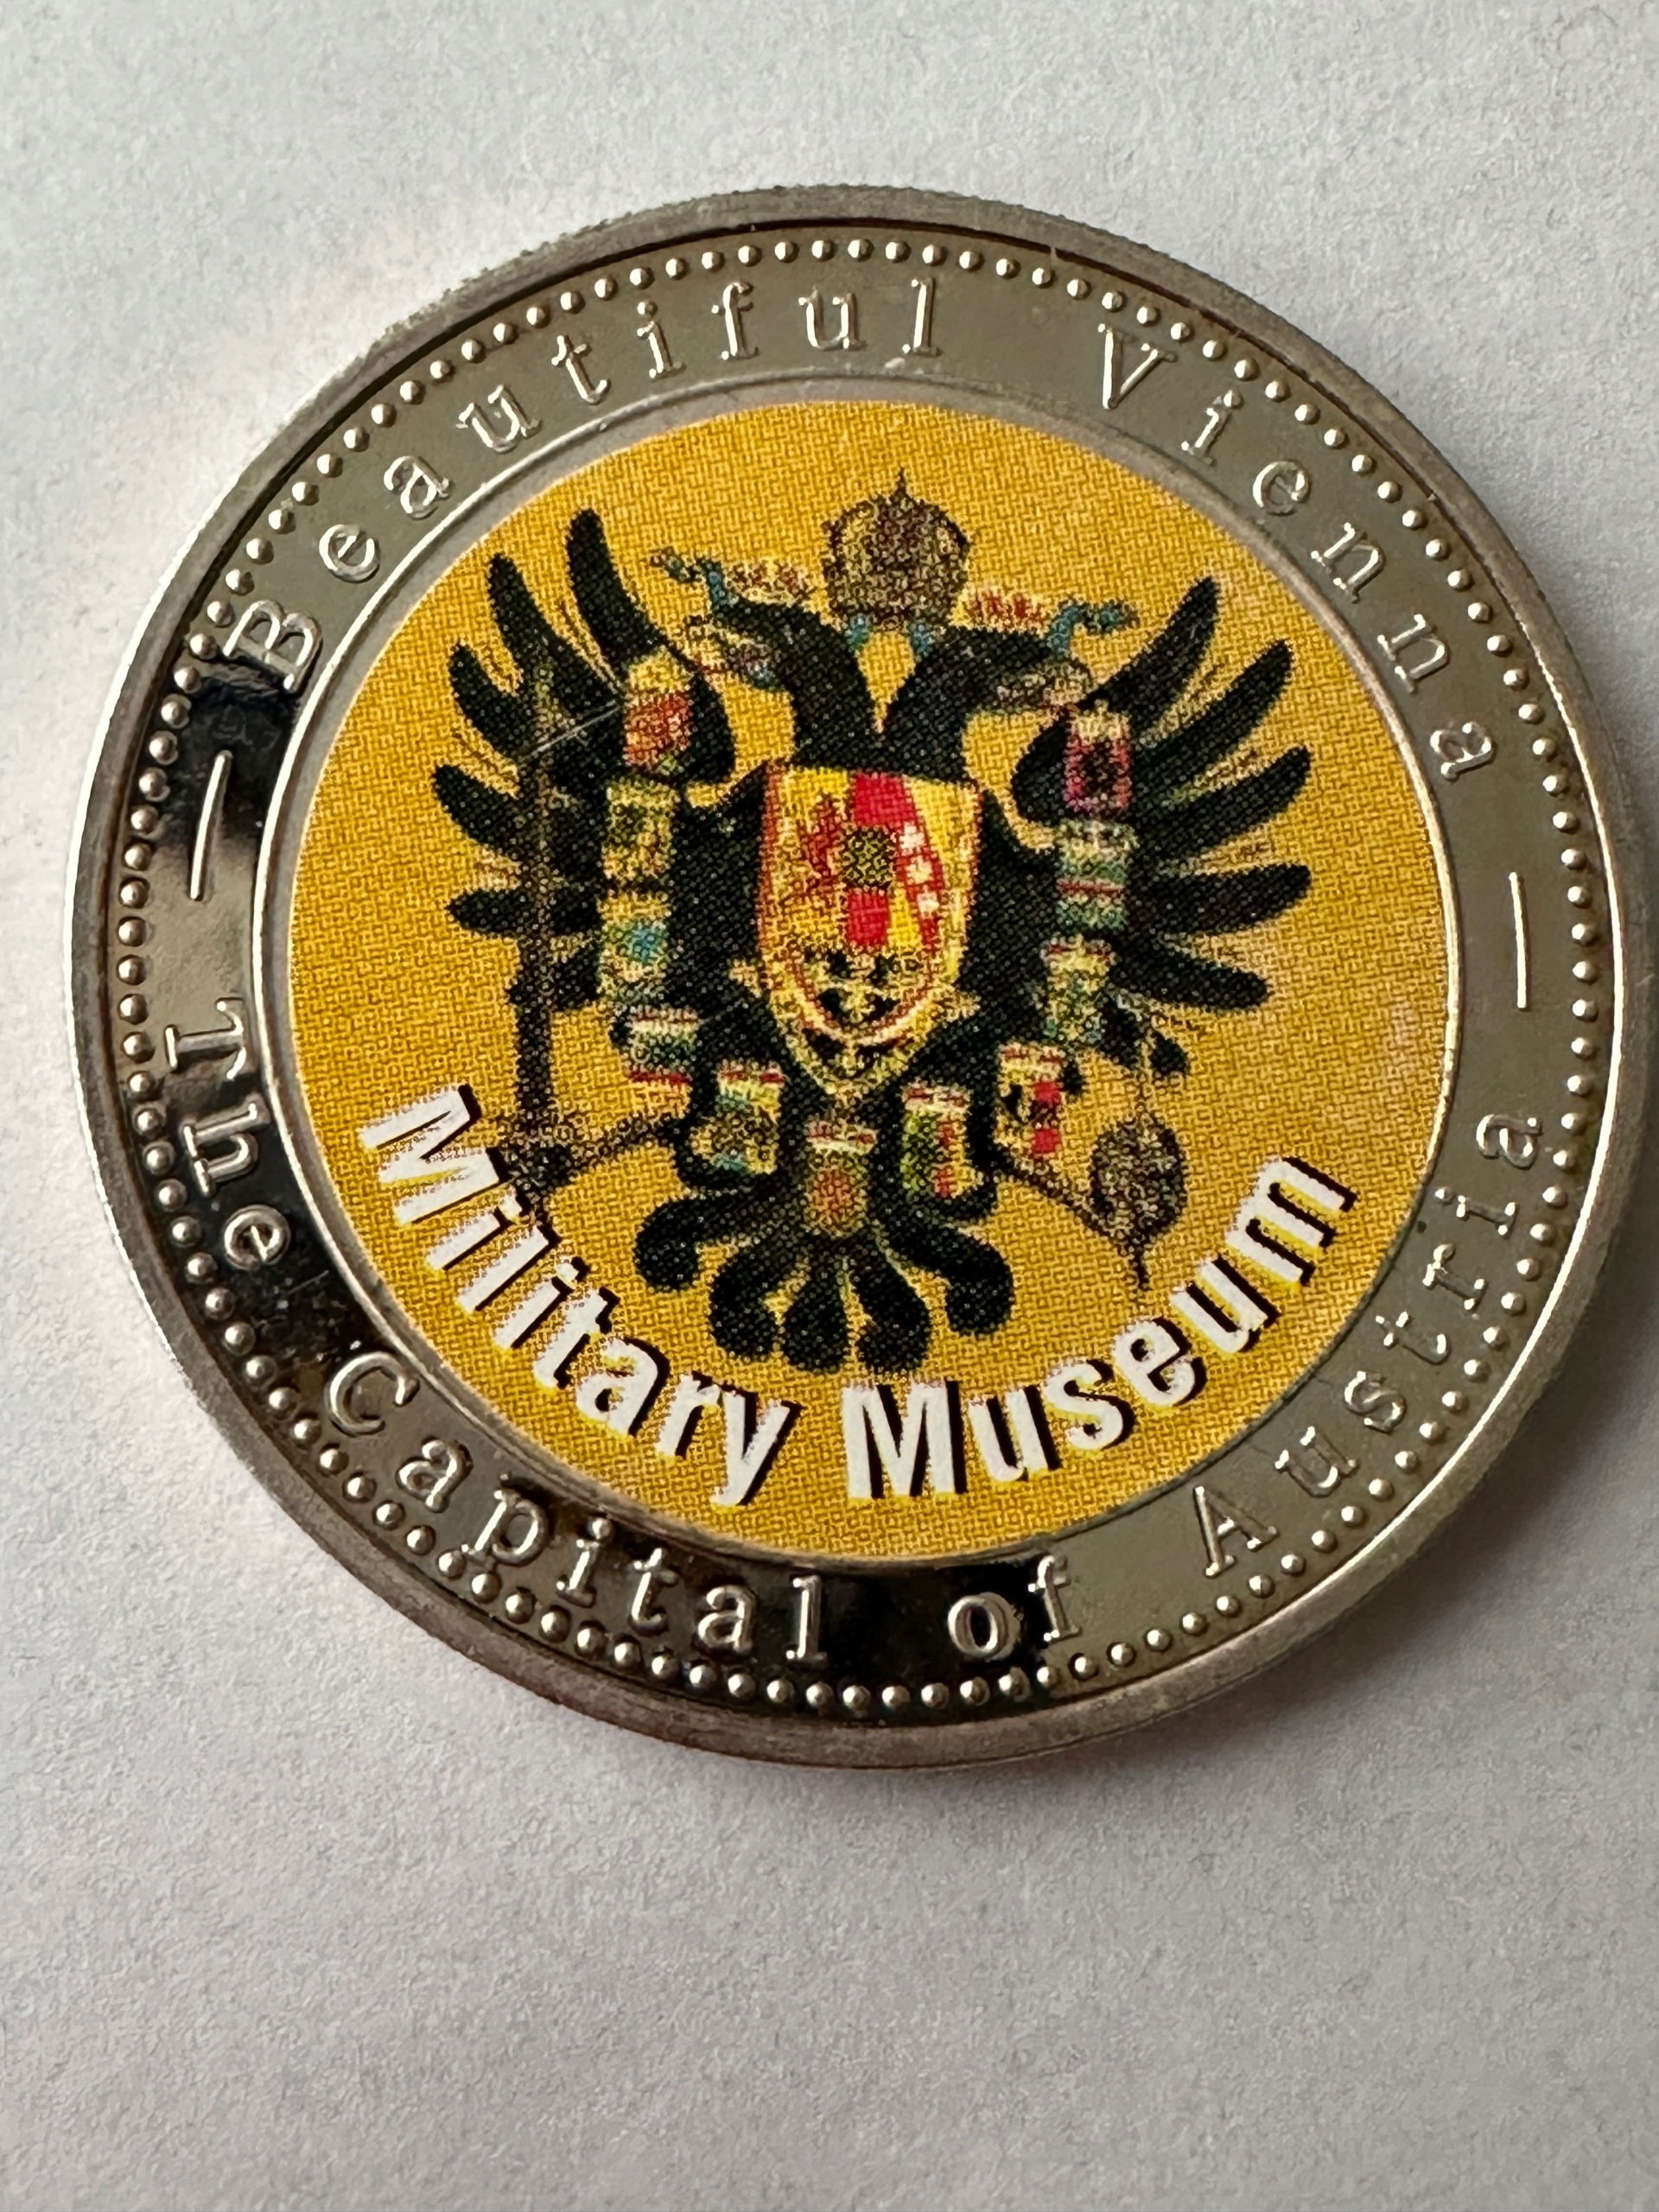 Beautiful Vienna
Military Museum
The Capital of Austria